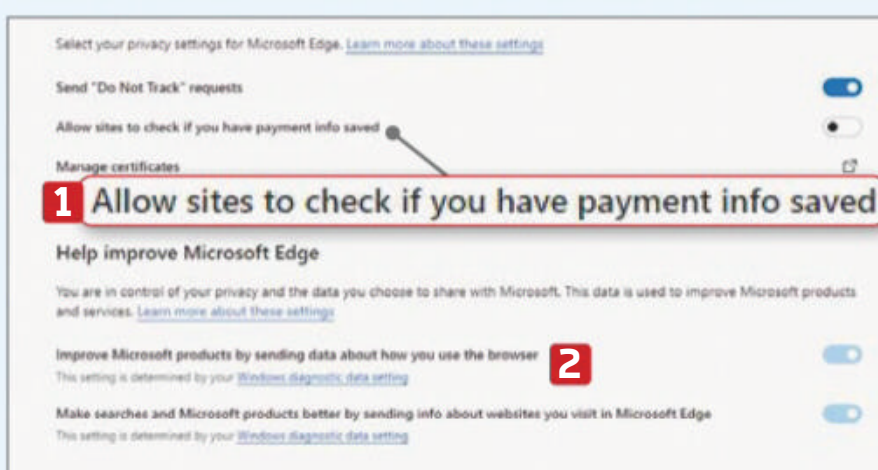 Select your privacy settings for Microsoft Edge. Learn more about these settings
Send "Do Not Track" requests
Allow sites to check if you have payment info saved
Manage certificates
1 Allow sites to check if you have payment info saved
Help improve Microsoft Edge
You are in control of your privacy and the data you choose to share with Microsoft. This data is used to improve Microsoft products
and services. Learn more about these settings
Improve Microsoft products by sending data about how you use the browser 2
This setting is determined by your Windows diagnostic data setting
Make searches and Microsoft products better by sending info about websites you visit in Microsoft Edge
This setting is determined by your Windows diagnostic data setting